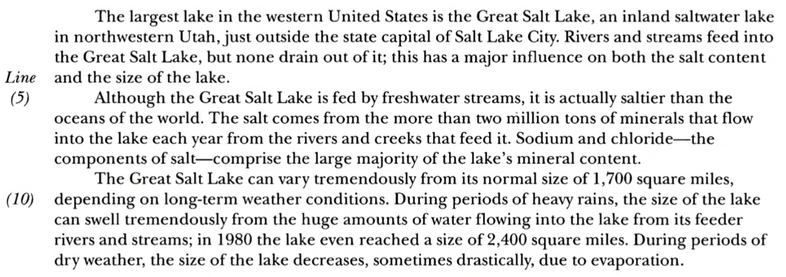 The largest lake in the western United States is the Great Salt Lake, an inland saltwater lake
in northwestern Utah, just outside the state capital of Salt Lake City. Rivers and streams feed into
the Great Salt Lake, but none drain out of it; this has a major influence on both the salt content
Line and the size of the lake.
(5) Although the Great Salt Lake is fed by freshwater streams, it is actually saltier than the
oceans of the world. The salt comes from the more than two million tons of minerals that flow
into the lake each year from the rivers and creeks that feed it. Sodium and chloride—the
components of salt—comprise the large majority of the lake's mineral content.
The Great Salt Lake can vary tremendously from its normal size of 1,700 square miles,
(10) depending on long-term weather conditions. During periods of heavy rains, the size of the lake
can swell tremendously from the huge amounts of water flowing into the lake from its feeder
rivers and streams; in 1980 the lake even reached a size of 2,400 square miles. During periods of
dry weather, the size of the lake decreases, sometimes drastically, due to evaporation.